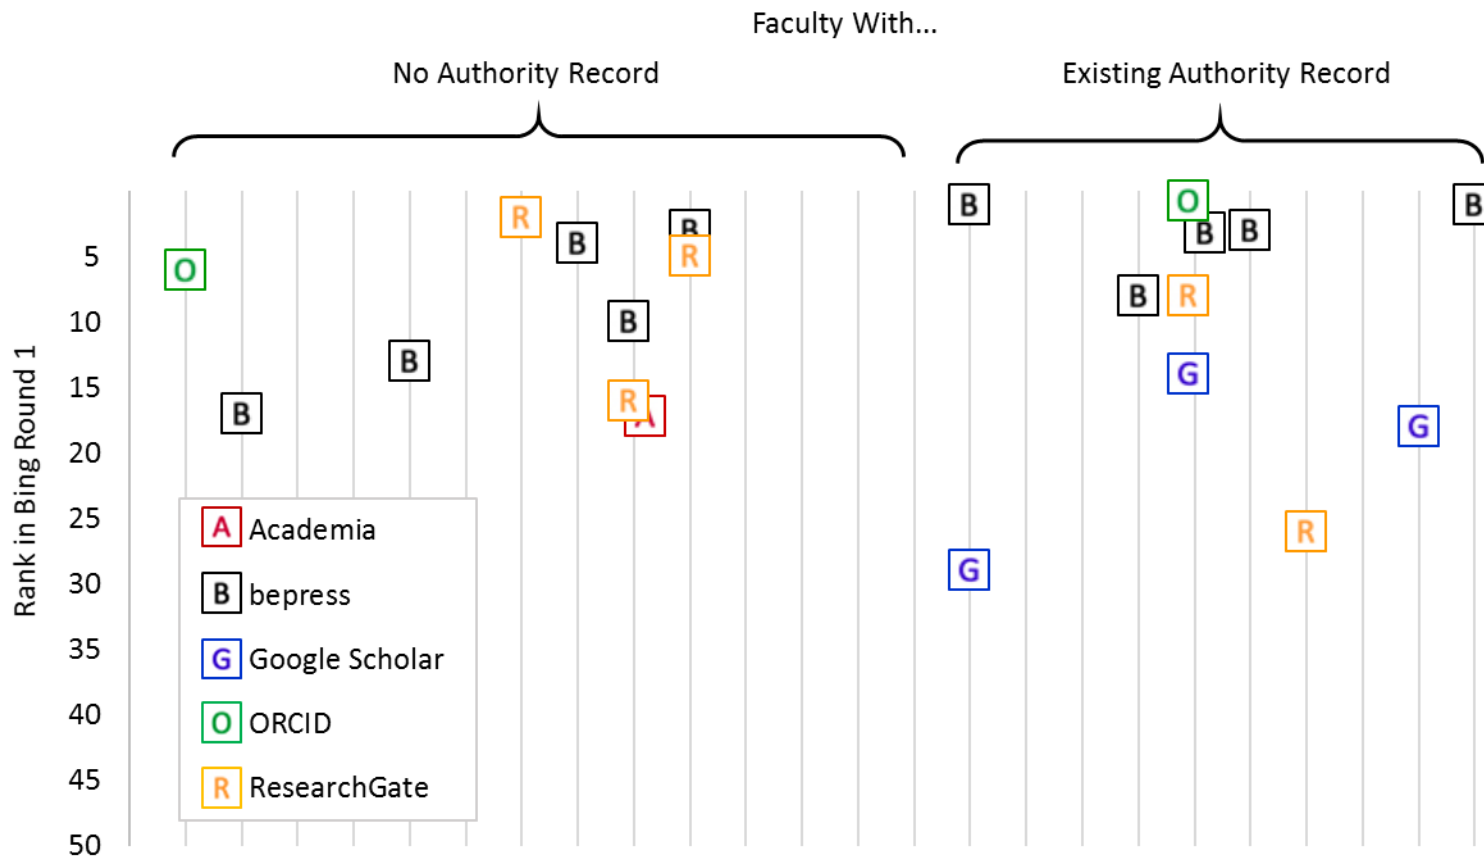 Faculty With...
No Authority Record
Existing Authority Record
B
O
B
R
B
B
B
B
5
R
O
B
R
10
B
B
15
G
R
A
B
G
20
25
R
A Academia
G
30
B bepress
35
G Google Scholar
40
O ORCID
45
R ResearchGate
50
Rank in Bing Round 1